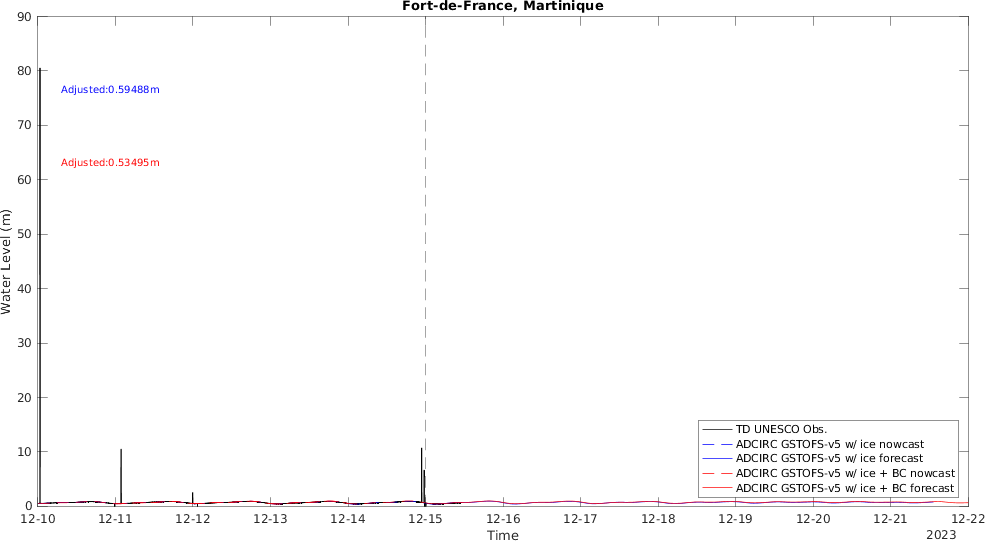 Fort-de-France, Martinique
90
80
70
60
50
40
30
20
10
0
Water Level (m)
Adjusted:0.59488m
Adjusted:0.53495m
TD UNESCO Obs.
ADCIRC GSTOFS-v5 w/ ice nowcast
ADCIRC GSTOFS-v5 w/ ice forecast
ADCIRC GSTOFS-v5 w/ ice + BC nowcast
ADCIRC GSTOFS-v5 w/ ice + BC forecast
12-10 12-11 12-12 12-13 12-14 12-15 12-16 12-17 12-18 12-19 12-20 12-21 12-22
Time
2023